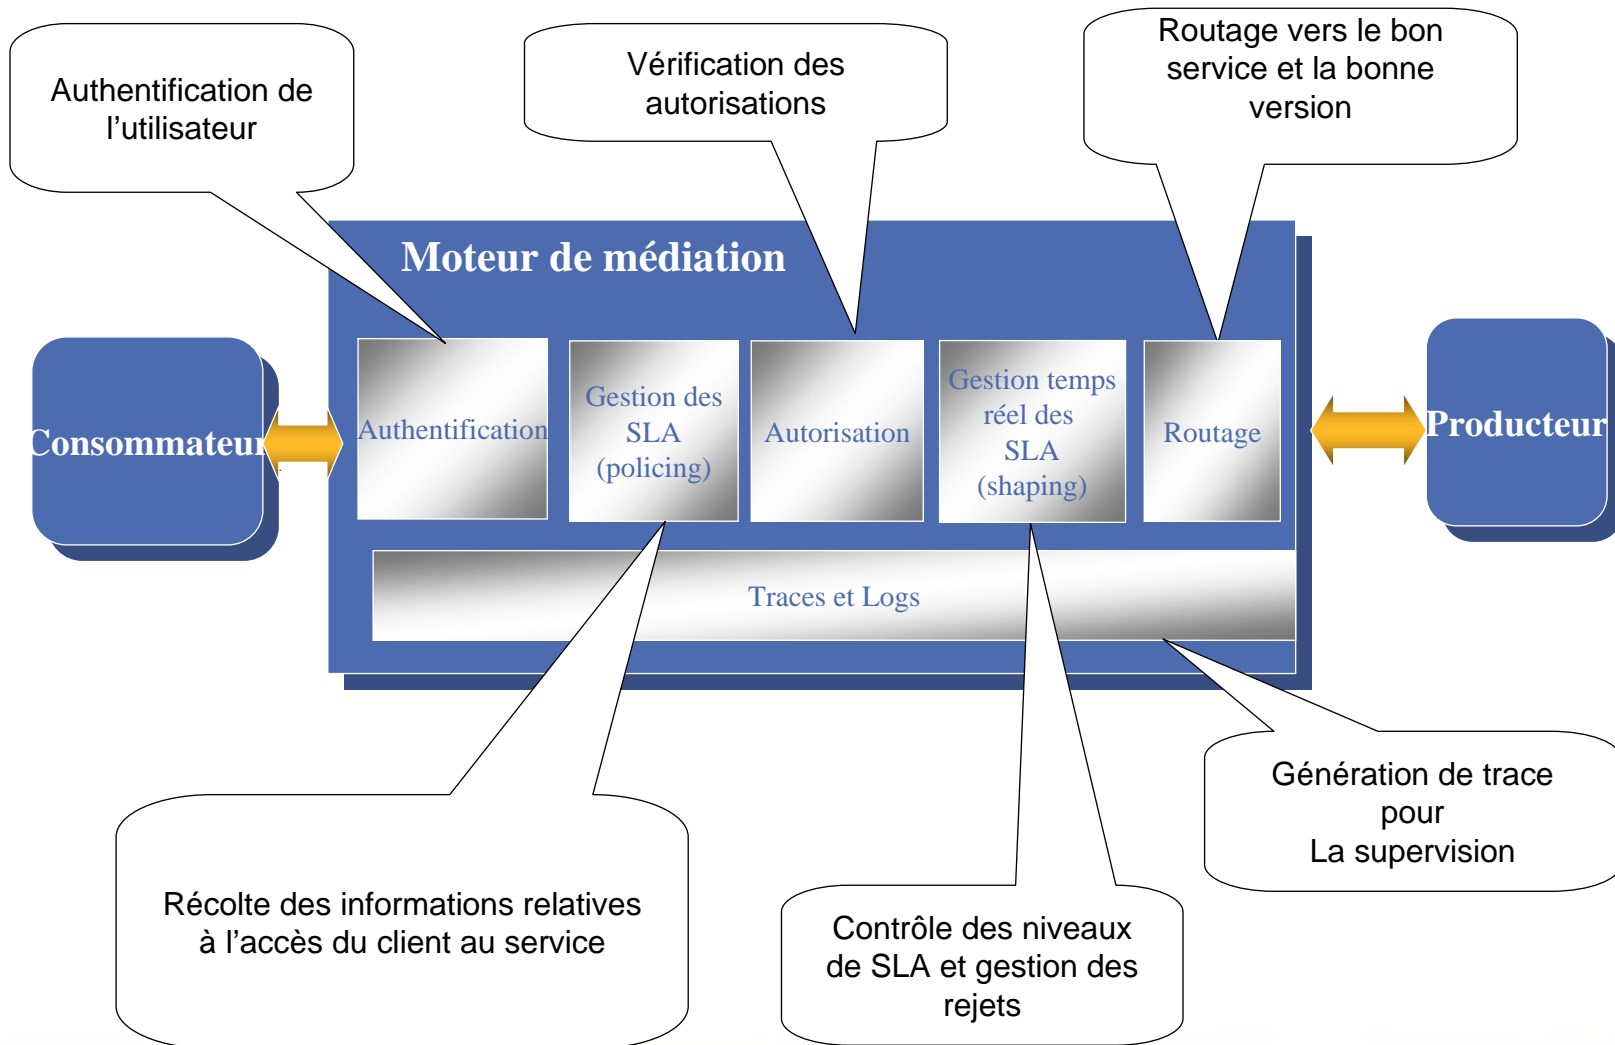 Authentification de
l’utilisateur
Vérification des
autorisations
Routage vers le bon
service et la bonne
version
Moteur de médiation
Consommateur
Authentification
Gestion des
SLA
(policing)
Autorisation
Gestion temps
réel des
SLA
(shaping)
Routage
Producteur
Traces et Logs
Récolte des informations relatives
à l’accès du client au service
Contrôle des niveaux
de SLA et gestion des
rejets
Génération de trace
pour
La supervision